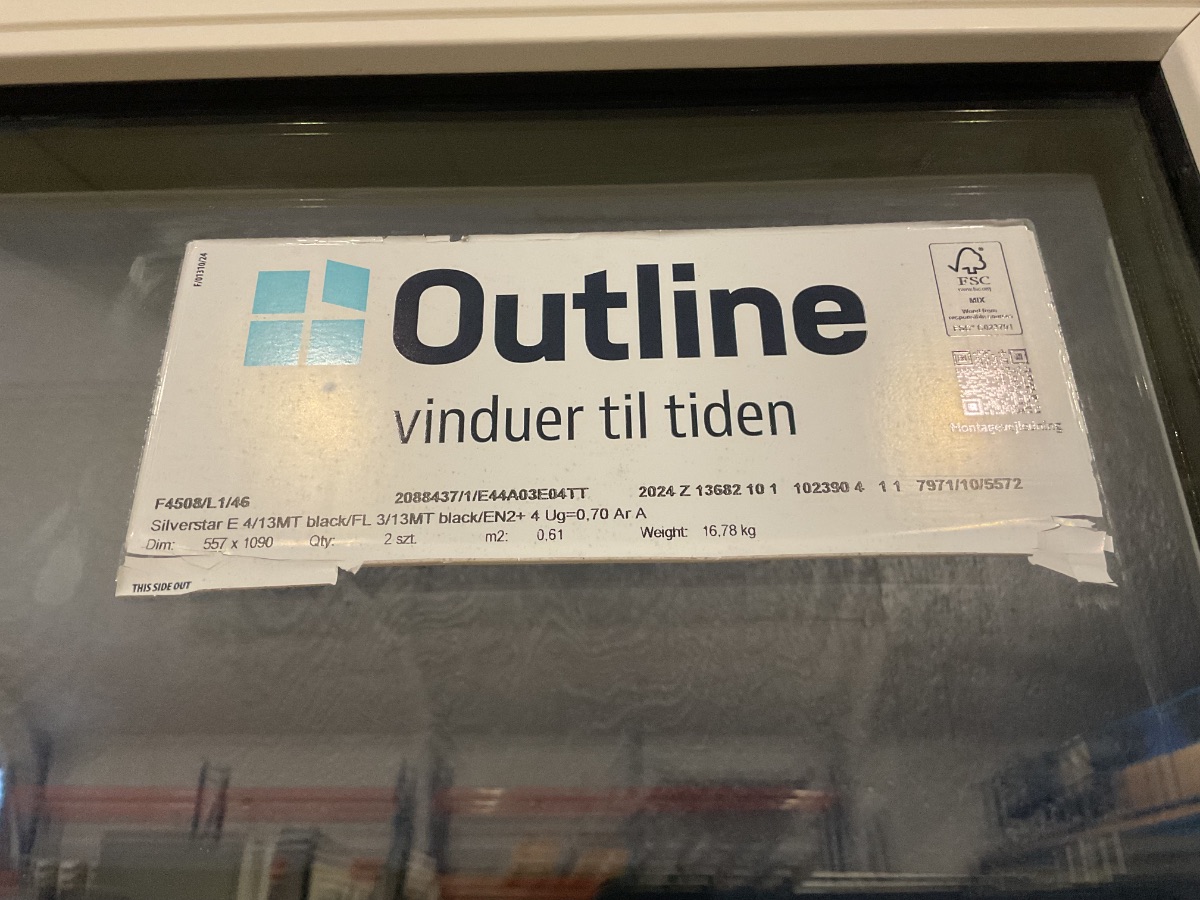 F/01310/24
Outline
vinduer til tiden
FSC
MIX
Montagevejledning
F4508/L1/46
2088437/1/E44A03E04TT
2024 Z 13682 10 1 102390 4 1 1 7971/10/5572
Silverstar E 4/13MT black/FL 3/13MT black/EN2+ 4 Ug=0,70 Ar A
Dim: 557 x 1090 Qty: 2 szt. m2: 0,61 Weight: 16,78 kg
THIS SIDE OUT